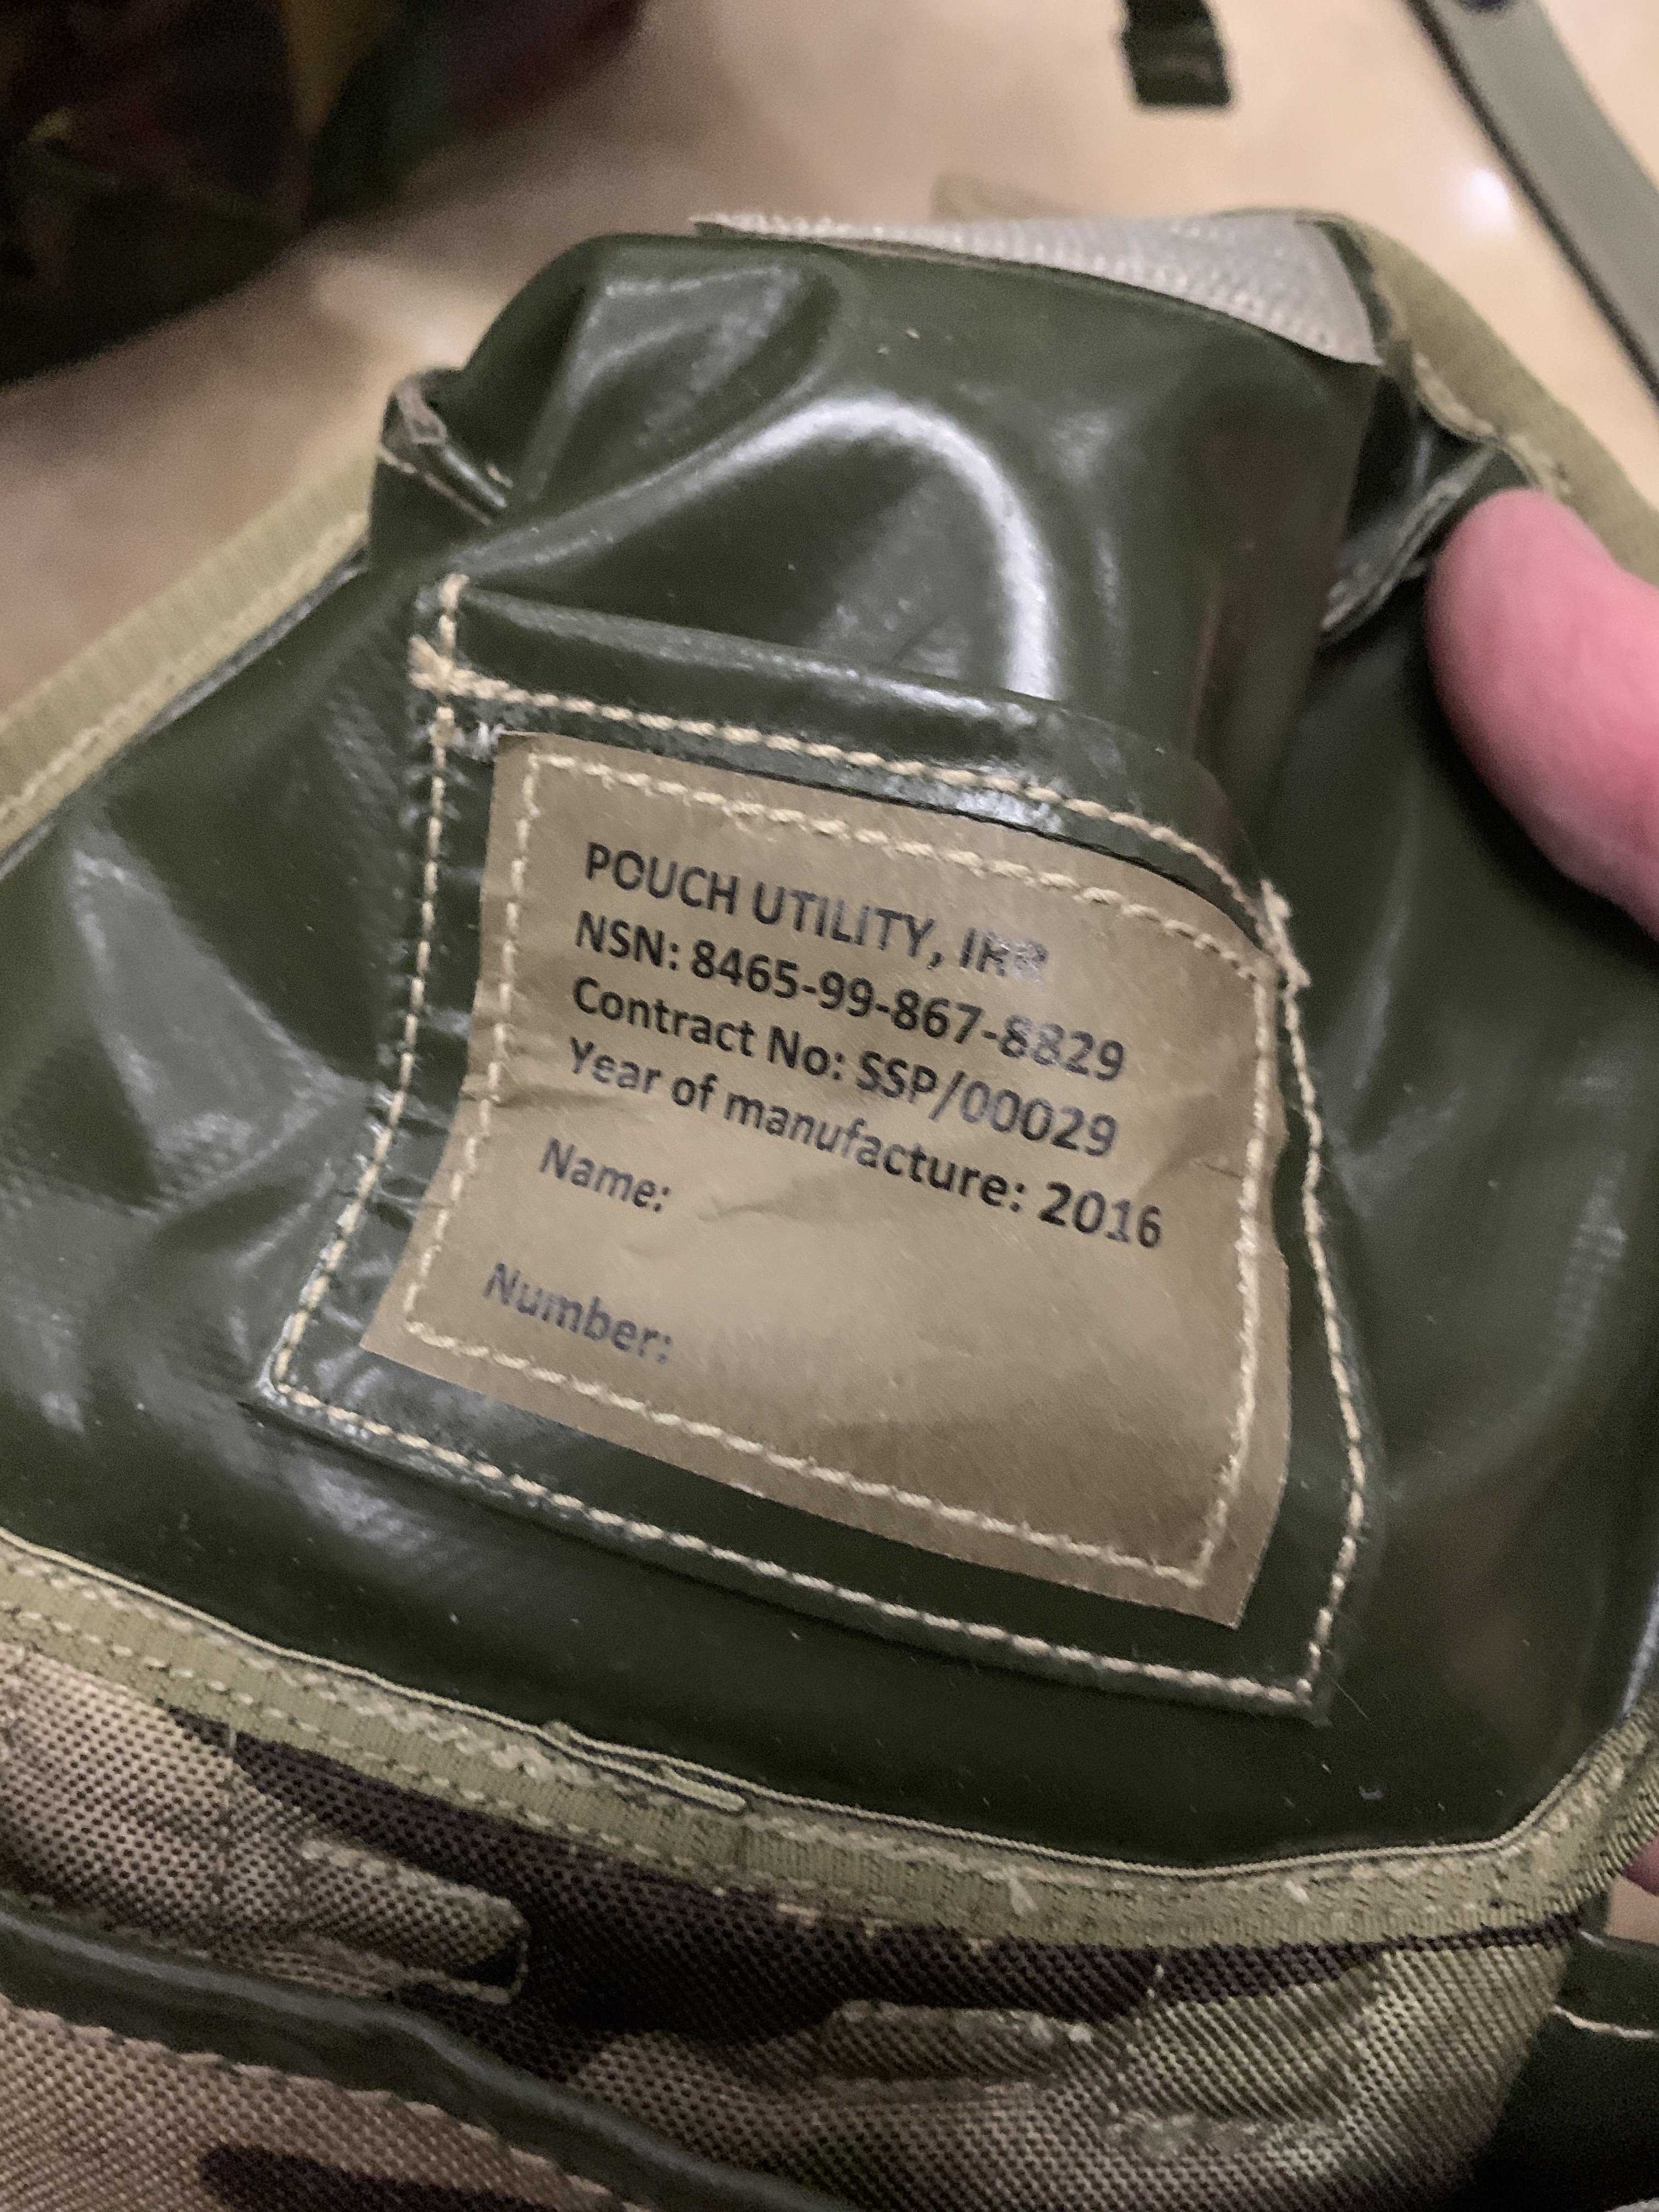 POUCH UTILITY, IRR
NSN: 8465-99-867-8829
Contract No: SSP/00029
Year of manufacture: 2016
Name:
Number: